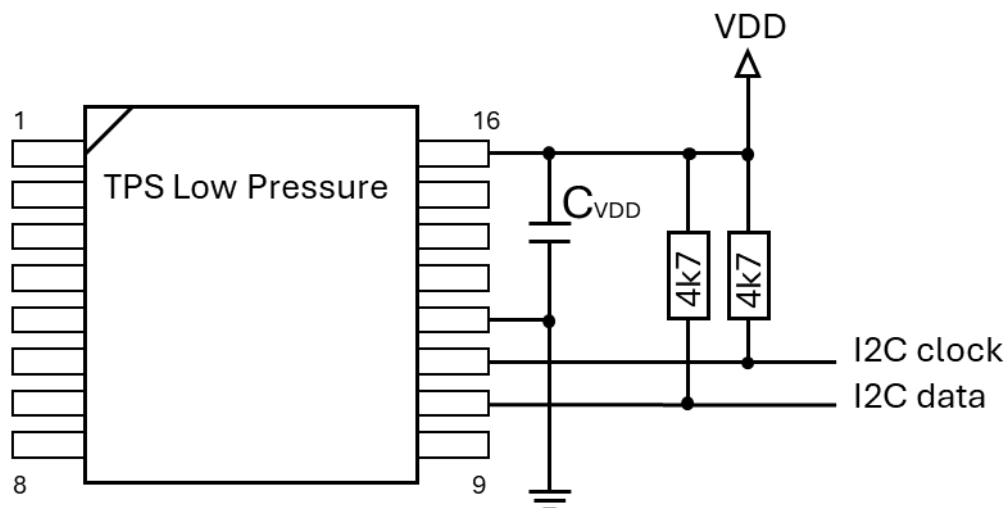 VDD
1
16
TPS Low Pressure
CVDD
4k7
4k7
I2C clock
I2C data
8
9